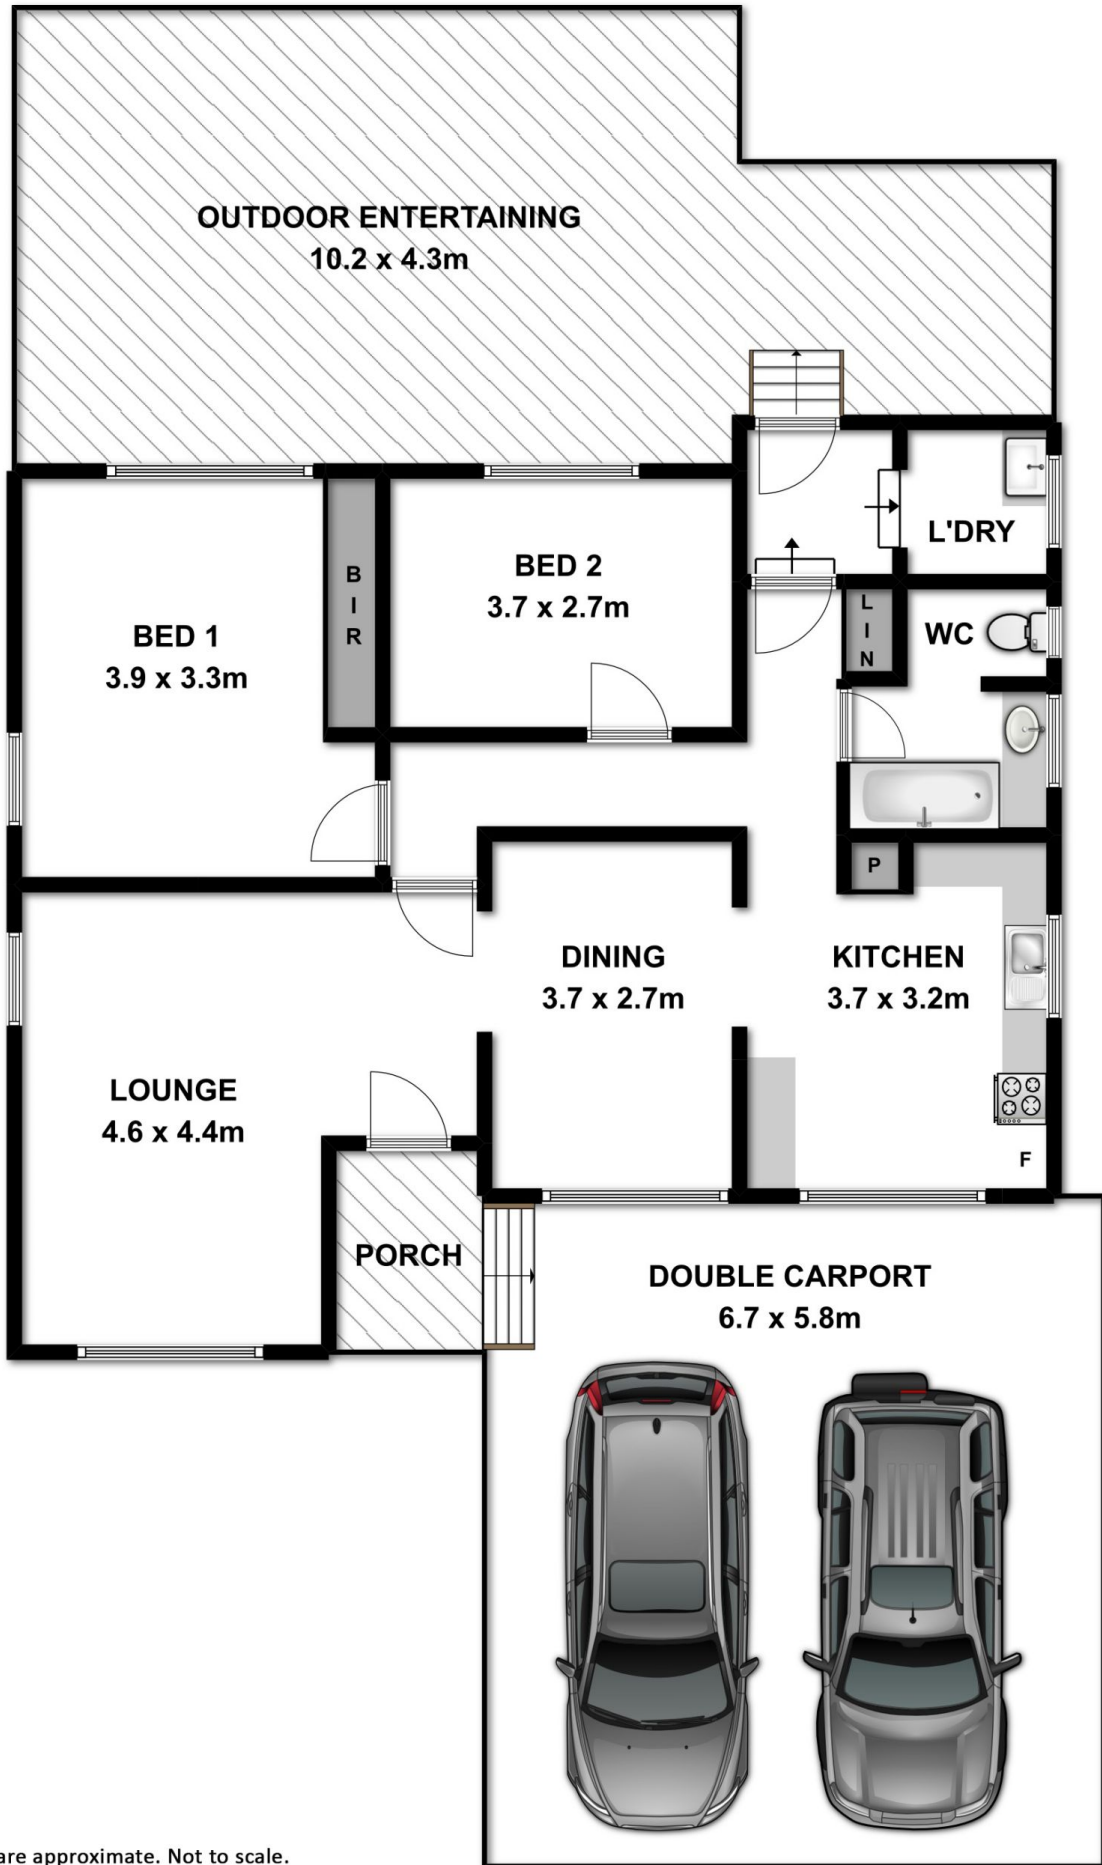 OUTDOOR ENTERTAINING
10.2 x 4.3m
BED 1
3.9 x 3.3m
B
I
R
BED 2
3.7 x 2.7m
L'DRY
L
I
N
WC
P
DINING
3.7 x 2.7m
KITCHEN
3.7 x 3.2m
LOUNGE
4.6 x 4.4m
F
PORCH
DOUBLE CARPORT
6.7 x 5.8m
are approximate. Not to scale.